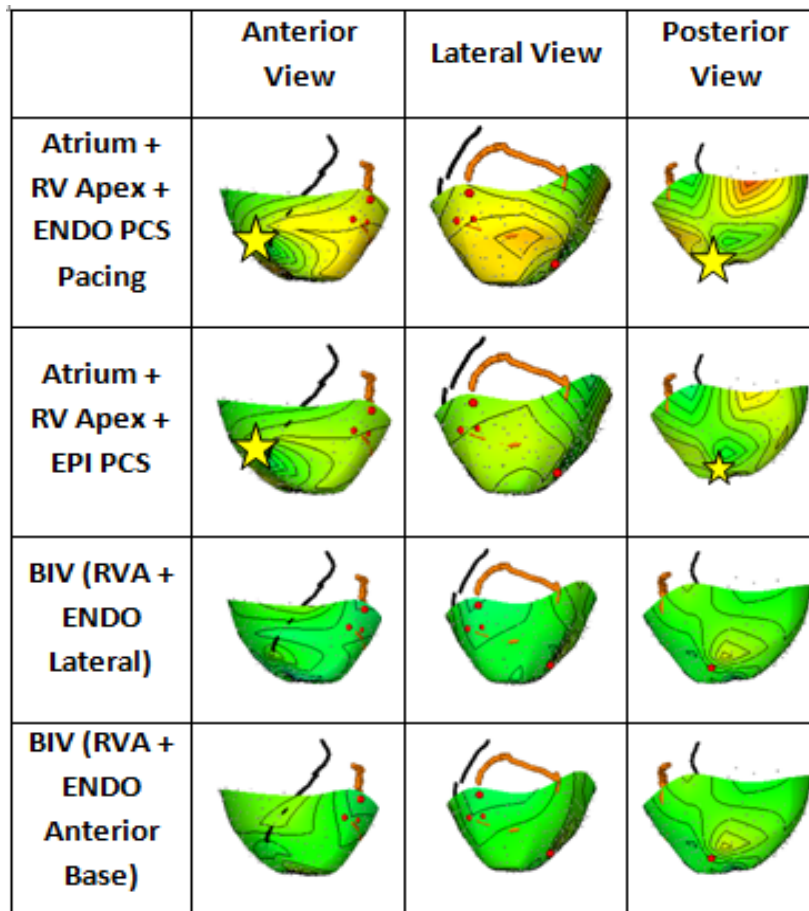 Anterior
View
Lateral View
Posterior
View
Atrium +
RV Apex +
ENDO PCS
Pacing
Atrium +
RV Apex +
EPI PCS
BIV (RVA +
ENDO
Lateral)
BIV (RVA +
ENDO
Anterior
Base)